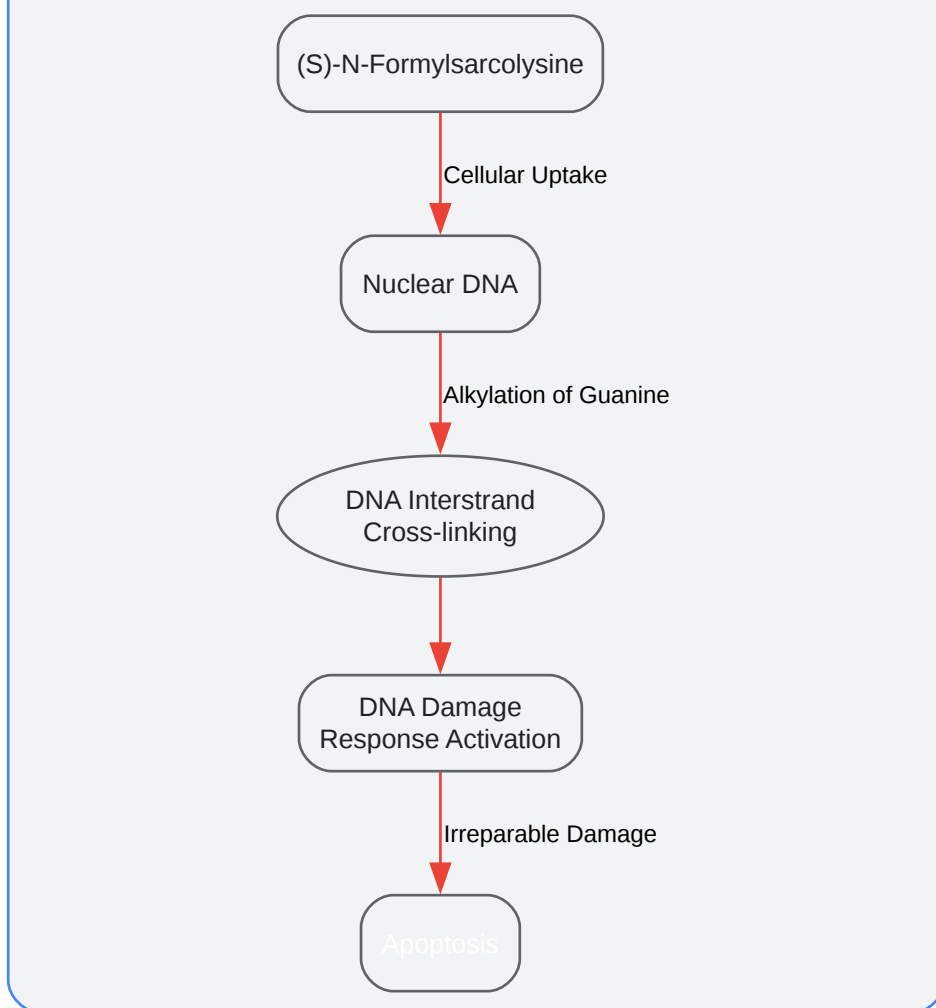 (S)-N-Formylsarcolysine
Cellular Uptake
Nuclear DNA
Alkylation of Guanine
DNA Interstrand
Cross-linking
DNA Damage
Response Activation
Irreparable Damage
Apoptosis